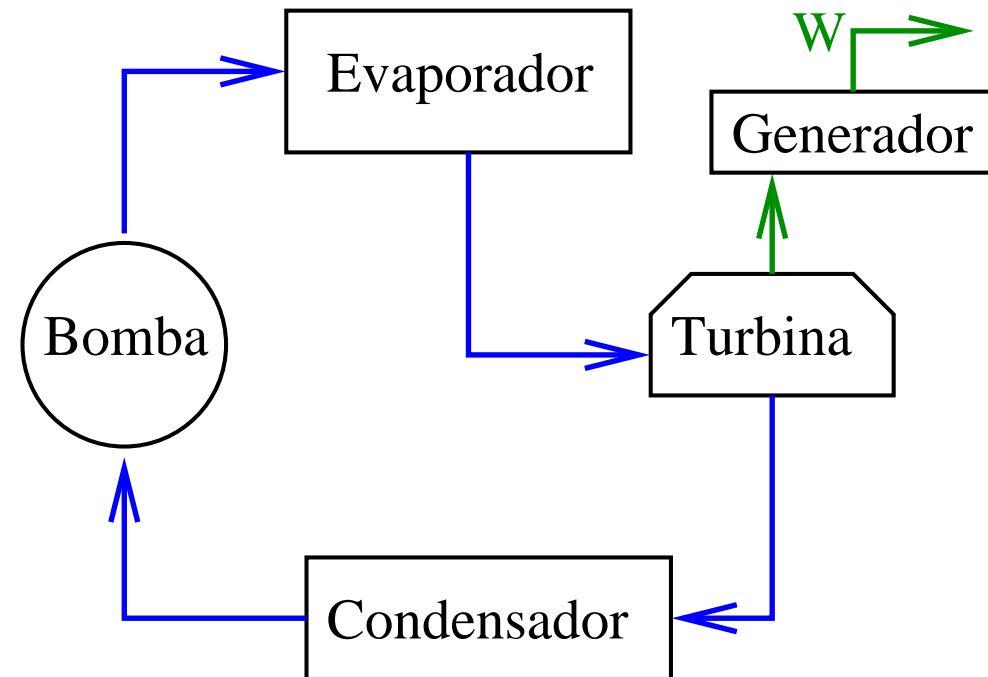 W
Evaporador
Generador
Bomba
Turbina
Condensador